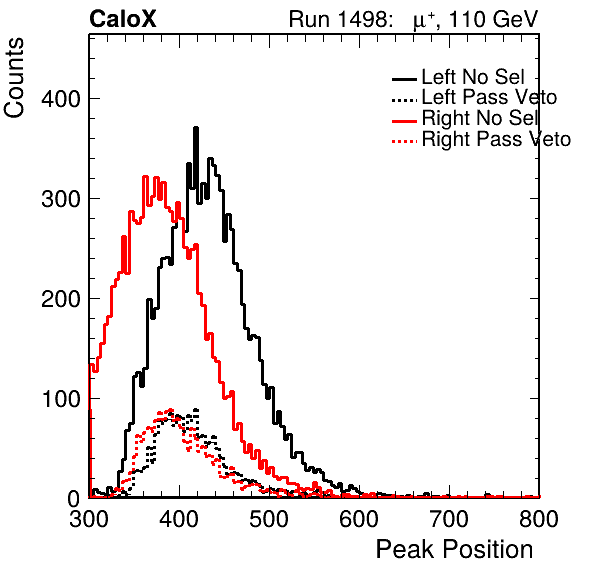 CaloX Run 1498: μ⁺, 110 GeV
Counts
Left No Sel
Left Pass Veto
Right No Sel
Right Pass Veto
400
300
200
100
0
300 400 500 600 700 800
Peak Position